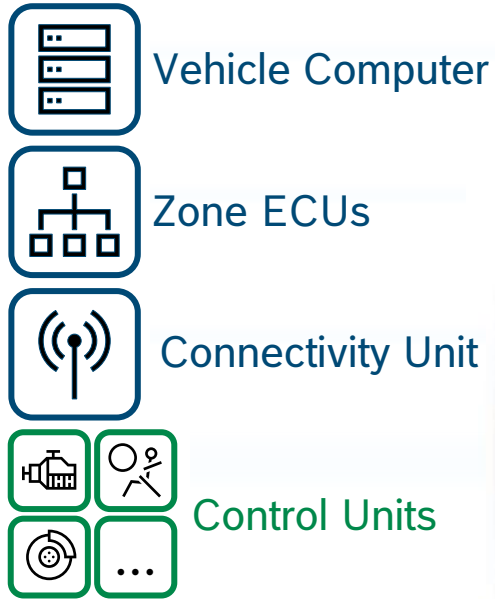 Vehicle Computer
Zone ECUs
Connectivity Unit
Control Units
...